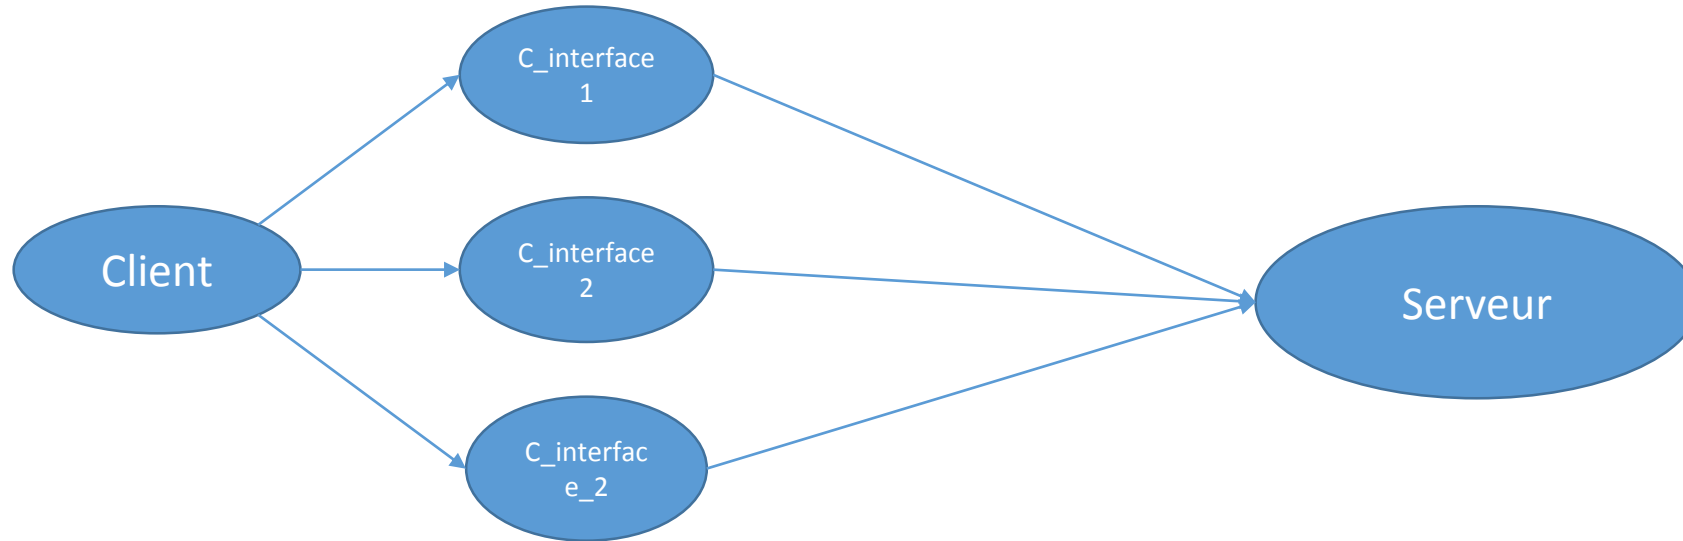 C_interface
1
Client
C_interface
2
Serveur
C_interfac
e_2